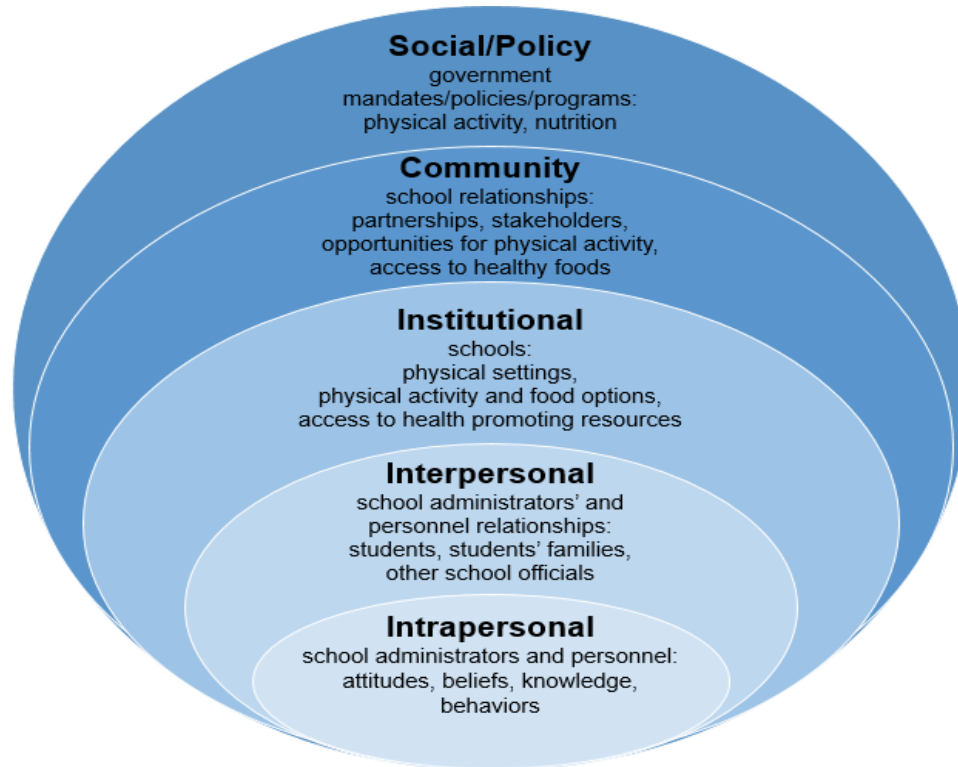 Social/Policy
government
mandates/policies/programs:
physical activity, nutrition
Community
school relationships:
partnerships, stakeholders,
opportunities for physical activity,
access to healthy foods
Institutional
schools:
physical settings,
physical activity and food options,
access to health promoting resources
Interpersonal
school administrators’ and
personnel relationships:
students, students’ families,
other school officials
Intrapersonal
school administrators and personnel:
attitudes, beliefs, knowledge,
behaviors